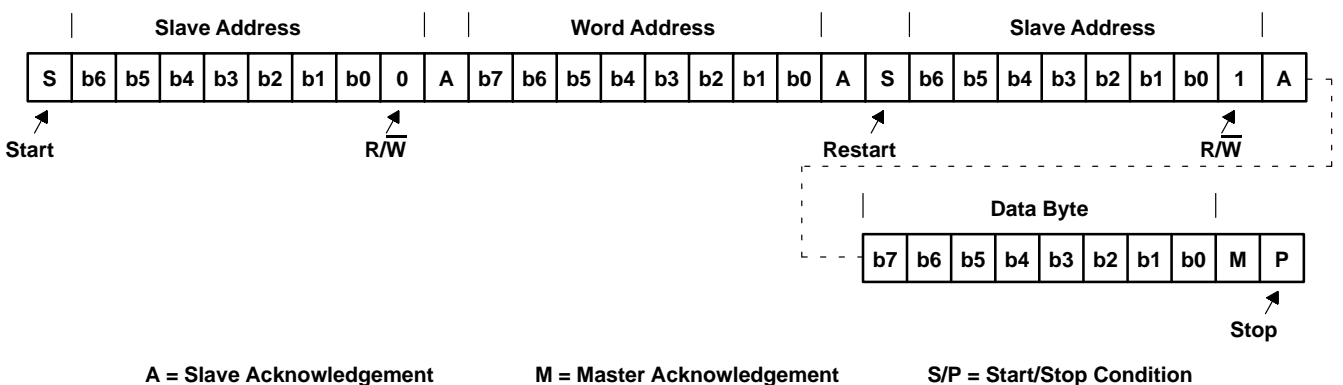 Slave Address Word Address Slave Address
S b6 b5 b4 b3 b2 b1 b0 0 A b7 b6 b5 b4 b3 b2 b1 b0 A S b6 b5 b4 b3 b2 b1 b0 1 A
Start R/W̅ Restart R/W̅
Data Byte
b7 b6 b5 b4 b3 b2 b1 b0 M P
Stop
A = Slave Acknowledgement M = Master Acknowledgement S/P = Start/Stop Condition